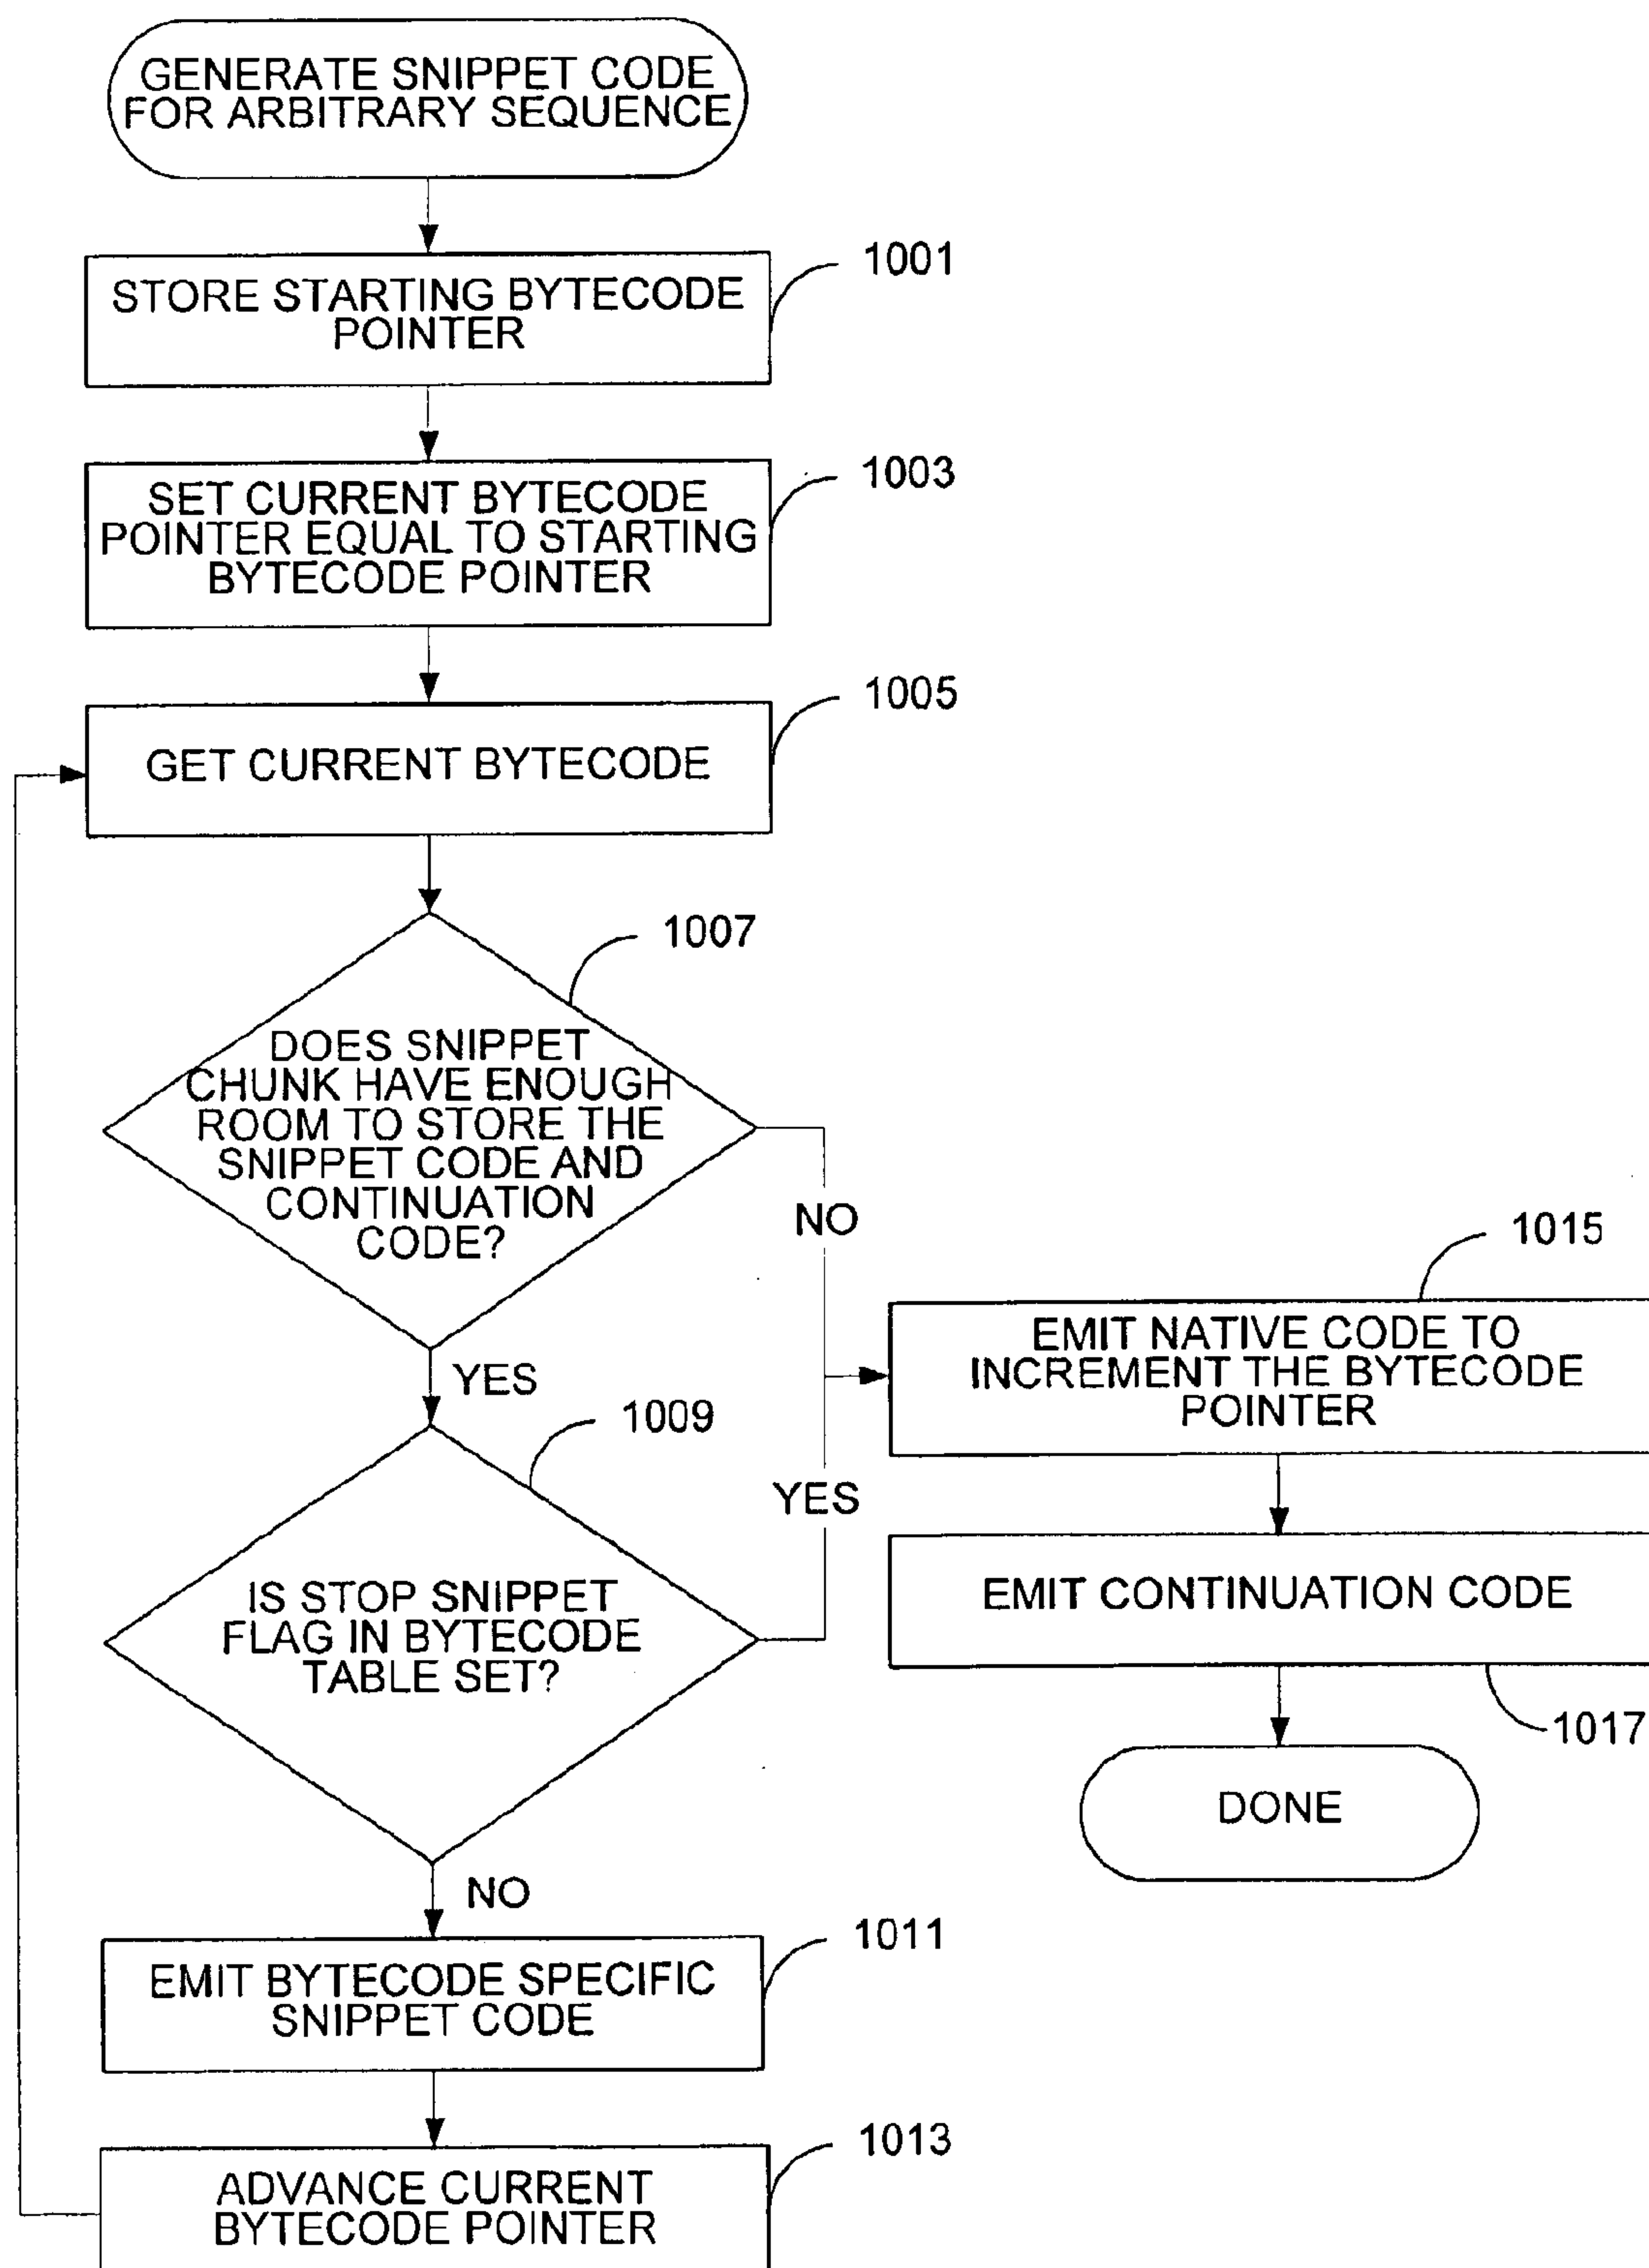 GENERATE SNIPPET CODE
FOR ARBITRARY SEQUENCE
1001
STORE STARTING BYTECODE
POINTER
1003
SET CURRENT BYTECODE
POINTER EQUAL TO STARTING
BYTECODE POINTER
1005
GET CURRENT BYTECODE
1007
DOES SNIPPET
CHUNK HAVE ENOUGH
ROOM TO STORE THE
SNIPPET CODE AND
CONTINUATION
CODE?
NO
YES
1009
IS STOP SNIPPET
FLAG IN BYTECODE
TABLE SET?
YES
NO
1011
EMIT BYTECODE SPECIFIC
SNIPPET CODE
1013
ADVANCE CURRENT
BYTECODE POINTER
1015
EMIT NATIVE CODE TO
INCREMENT THE BYTECODE
POINTER
EMIT CONTINUATION CODE
1017
DONE